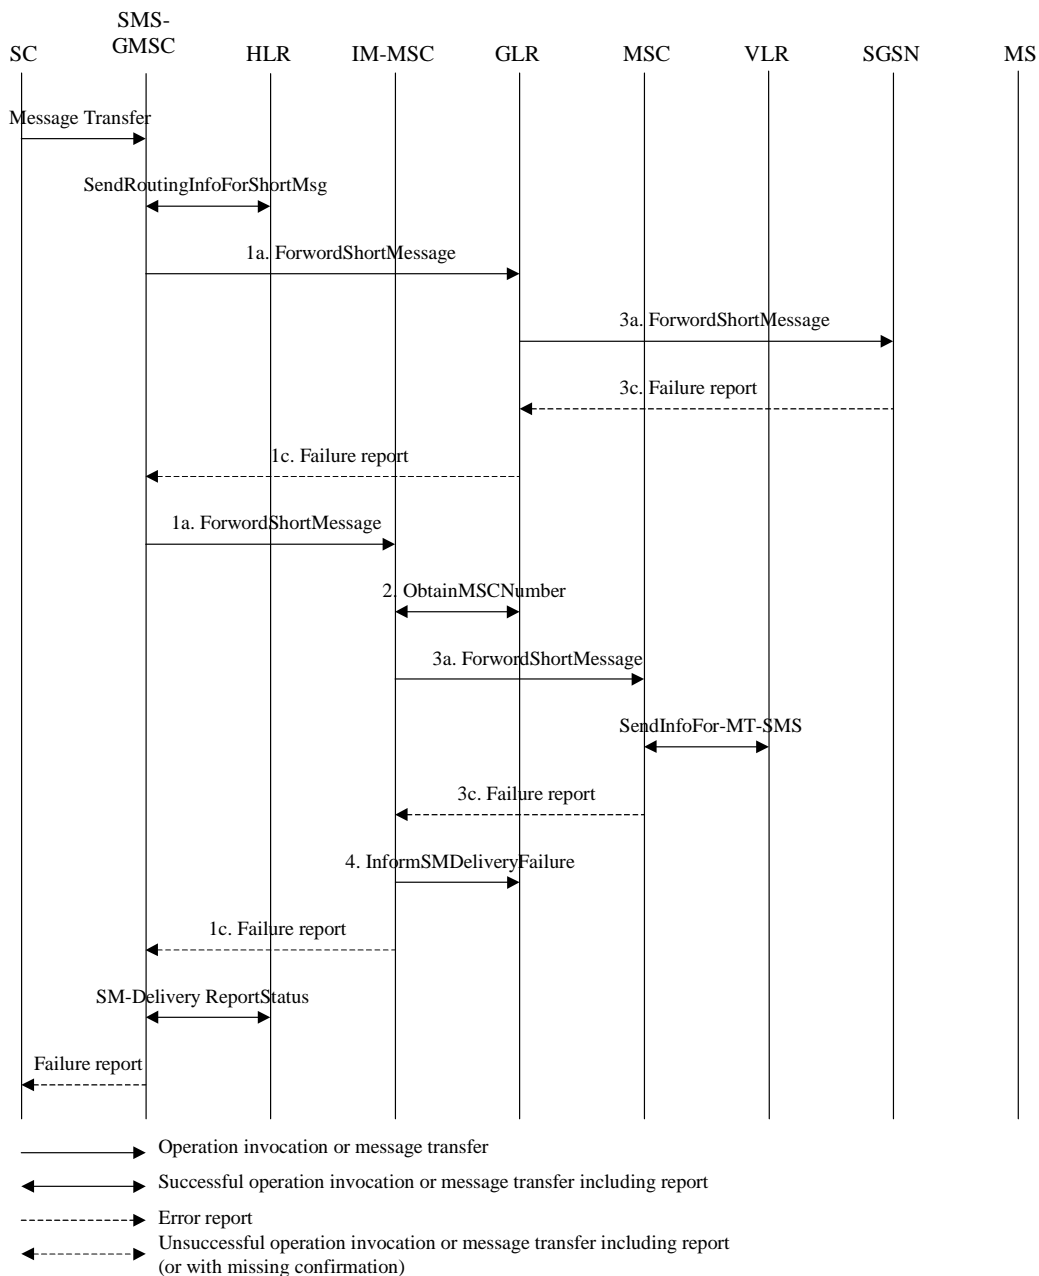 SMS-
GMSC
SC
HLR
IM-MSC
GLR
MSC
VLR
SGSN
MS
Message Transfer
SendRoutingInfoForShortMsg
1a. ForwordShortMessage
3a. ForwordShortMessage
3c. Failure report
1c. Failure report
1a. ForwordShortMessage
2. ObtainMSCNumber
3a. ForwordShortMessage
SendInfoFor-MT-SMS
3c. Failure report
4. InformSMDeliveryFailure
1c. Failure report
SM-Delivery ReportStatus
Failure report
Operation invocation or message transfer
Successful operation invocation or message transfer including report
Error report
Unsuccessful operation invocation or message transfer including report
(or with missing confirmation)